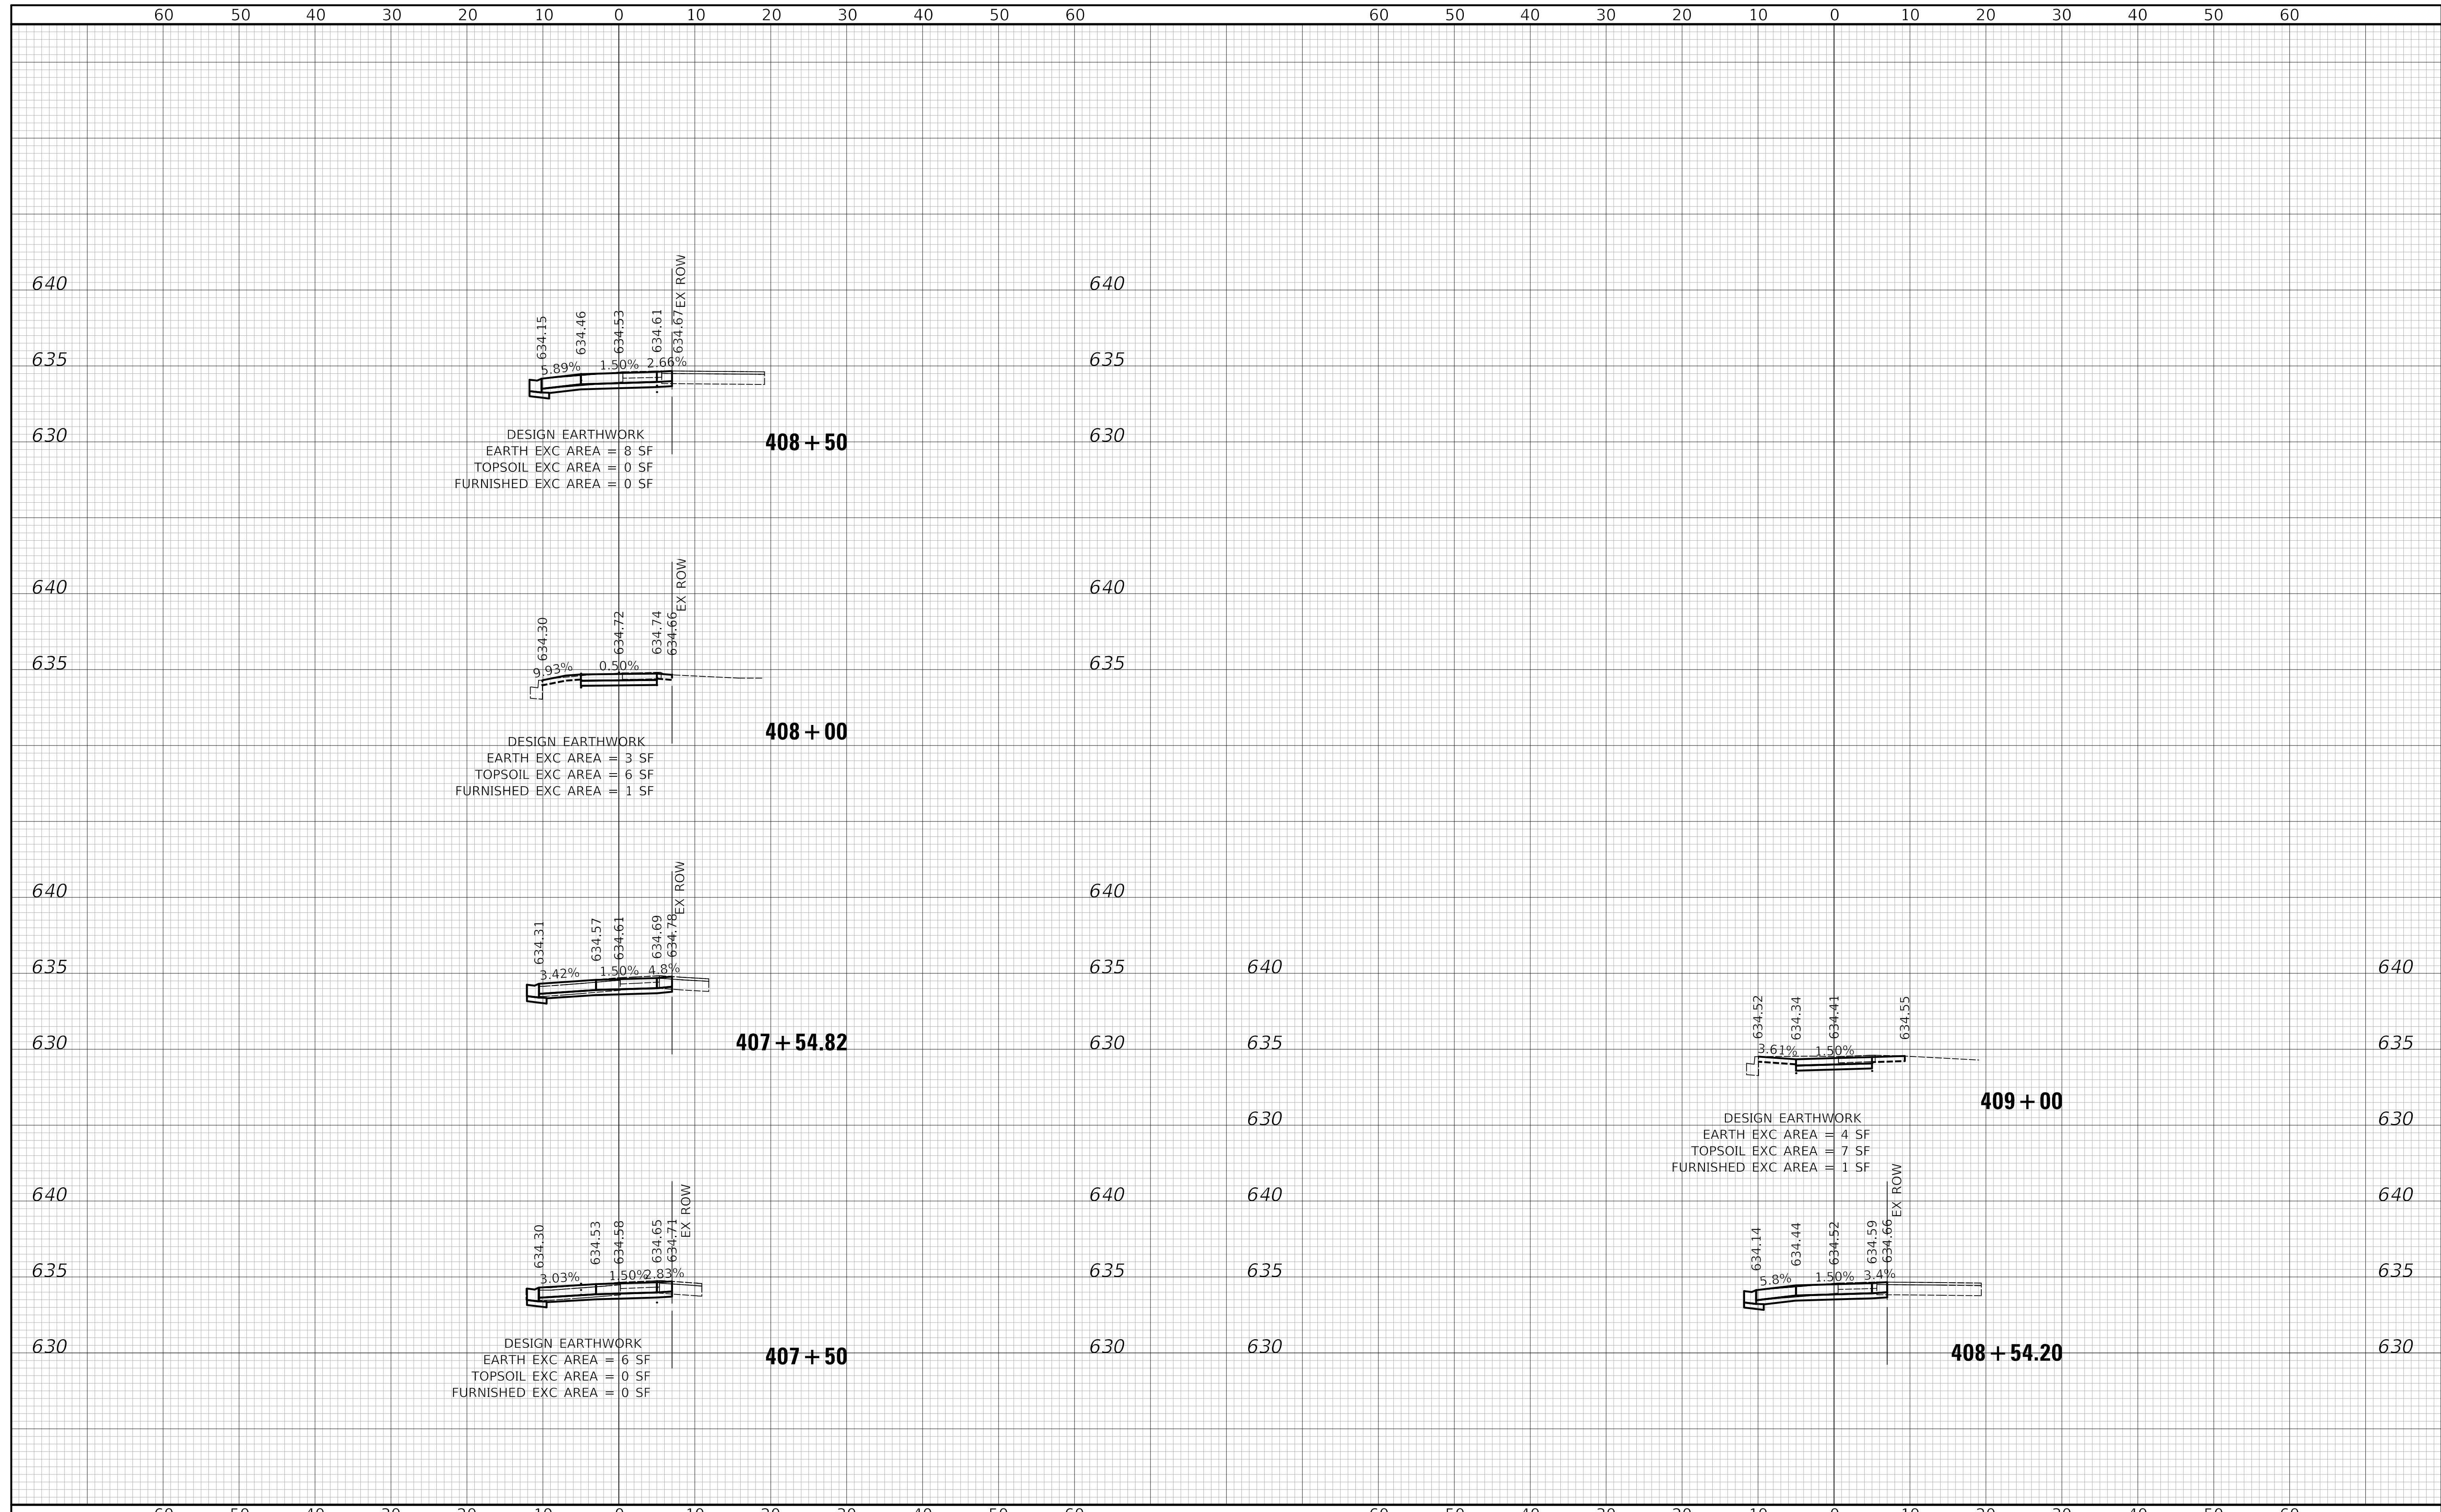 60 50 40 30 20 10 0 10 20 30 40 50 60 60 50 40 30 20 10 0 10 20 30 40 50 60
EX ROW
640 640
634.15 634.46 634.53 634.61 634.67
635 635
5.89% 1.50% 2.66%
630 630
408+50
DESIGN EARTHWORK
EARTH EXC AREA = 8 SF
TOPSOIL EXC AREA = 0 SF
FURNISHED EXC AREA = 0 SF
EX ROW
640 640
634.30 634.72 634.74 634.66
635 635
9.93% 0.50%
408+00
DESIGN EARTHWORK
EARTH EXC AREA = 3 SF
TOPSOIL EXC AREA = 6 SF
FURNISHED EXC AREA = 1 SF
EX ROW
640 640
634.31 634.57 634.61 634.69 634.78
635 635
3.42% 1.50% 4.8%
630 630
407+54.82
EX ROW
640 640
634.30 634.53 634.58 634.65 634.71
635 635
3.03% 1.50% 2.83%
630 630
407+50
DESIGN EARTHWORK
EARTH EXC AREA = 6 SF
TOPSOIL EXC AREA = 0 SF
FURNISHED EXC AREA = 0 SF
640 640
634.52 634.34 634.41 634.55
635 635
3.61% 1.50%
409+00
630 630
DESIGN EARTHWORK
EARTH EXC AREA = 4 SF
TOPSOIL EXC AREA = 7 SF
FURNISHED EXC AREA = 1 SF
EX ROW
640 640
634.14 634.44 634.52 634.59 634.66
635 635
5.8% 1.50% 3.4%
630 630
408+54.20